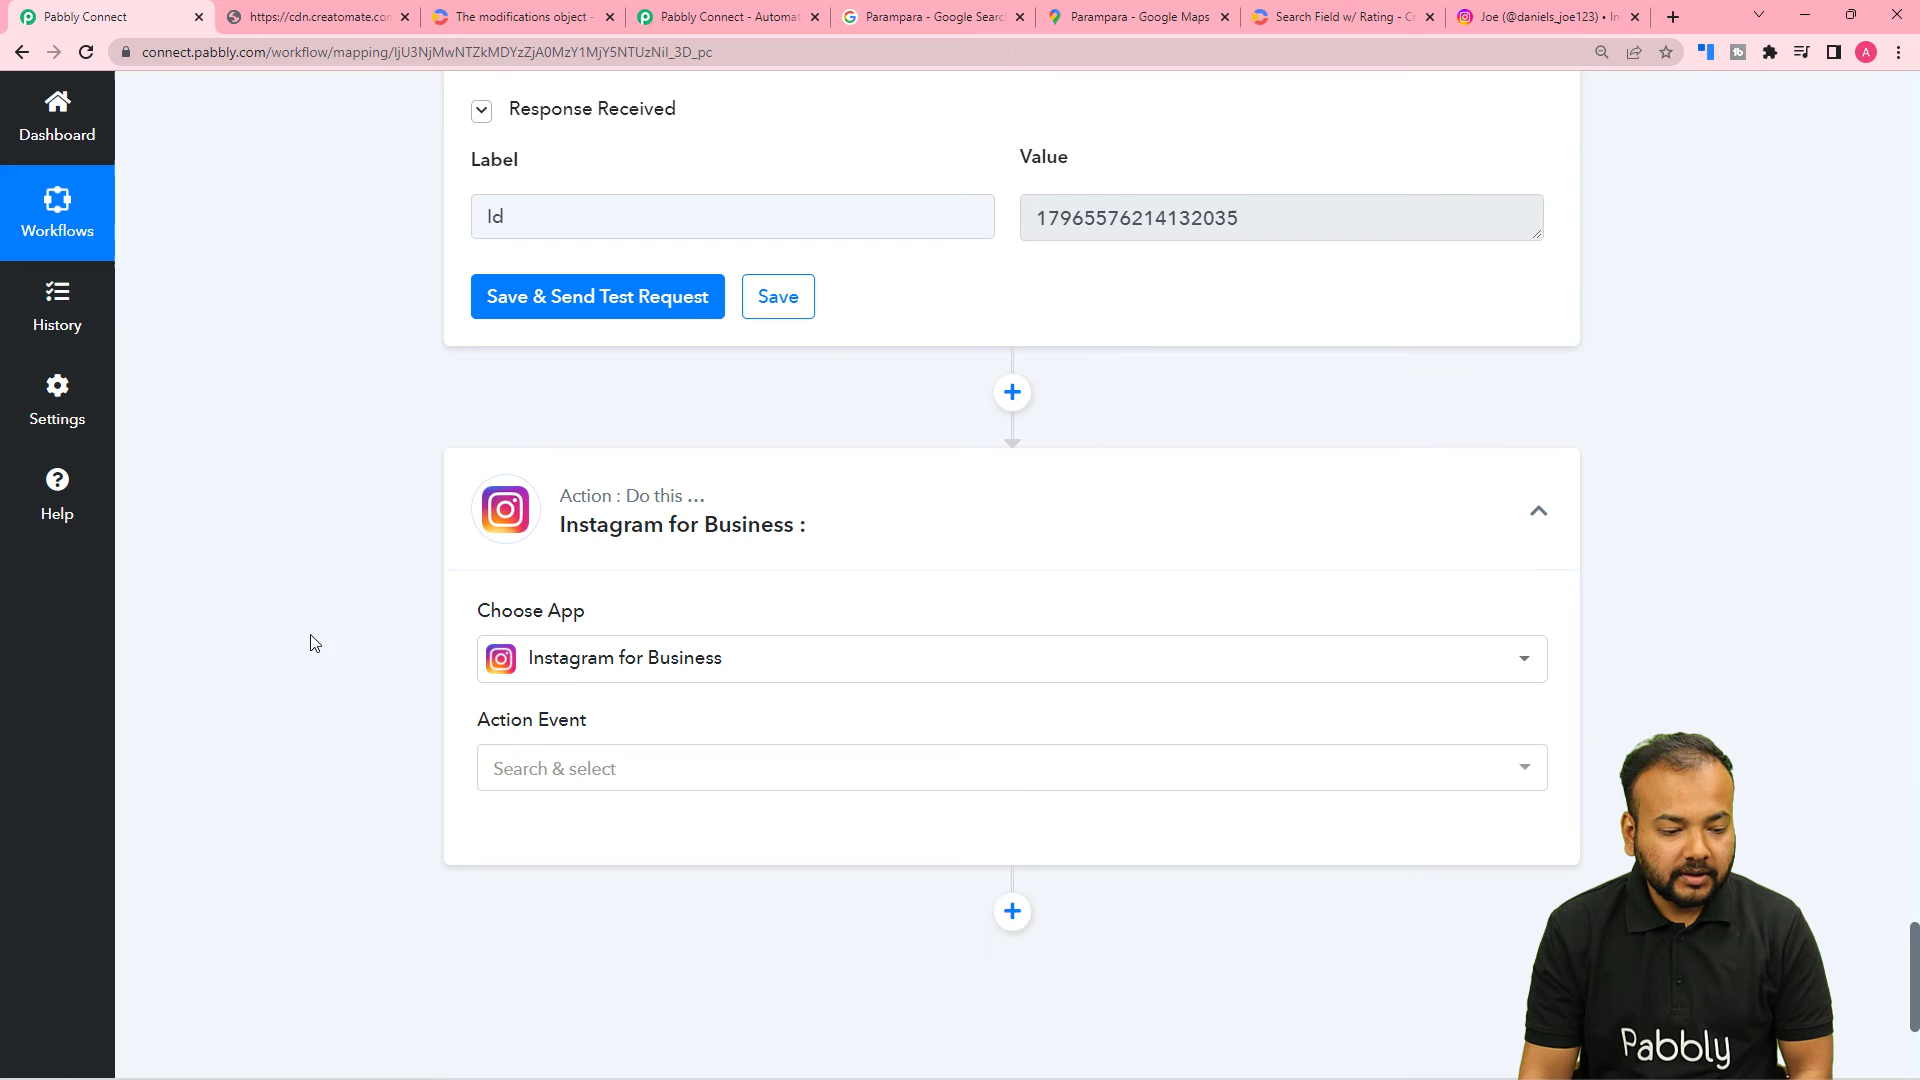 Pabbly Connect
https://cdn.creatomate.co
The modifications object -
Pabbly Connect - Automat
Parampara - Google Searc
Parampara - Google Maps
Search Field w/ Rating - C
Joe (@daniels_joe123) • In
connect.pabbly.com/workflow/mapping/IjU3NjMwNTZkMDYzZjA0MzY1MjY5NTUzNiI_3D_pc
A
Dashboard
Workflows
History
Settings
Help
Response Received
Label
Value
Id
17965576214132035
Save & Send Test Request
Save
Action : Do this ...
Instagram for Business :
Choose App
Instagram for Business
Action Event
Search & select
Pabbly